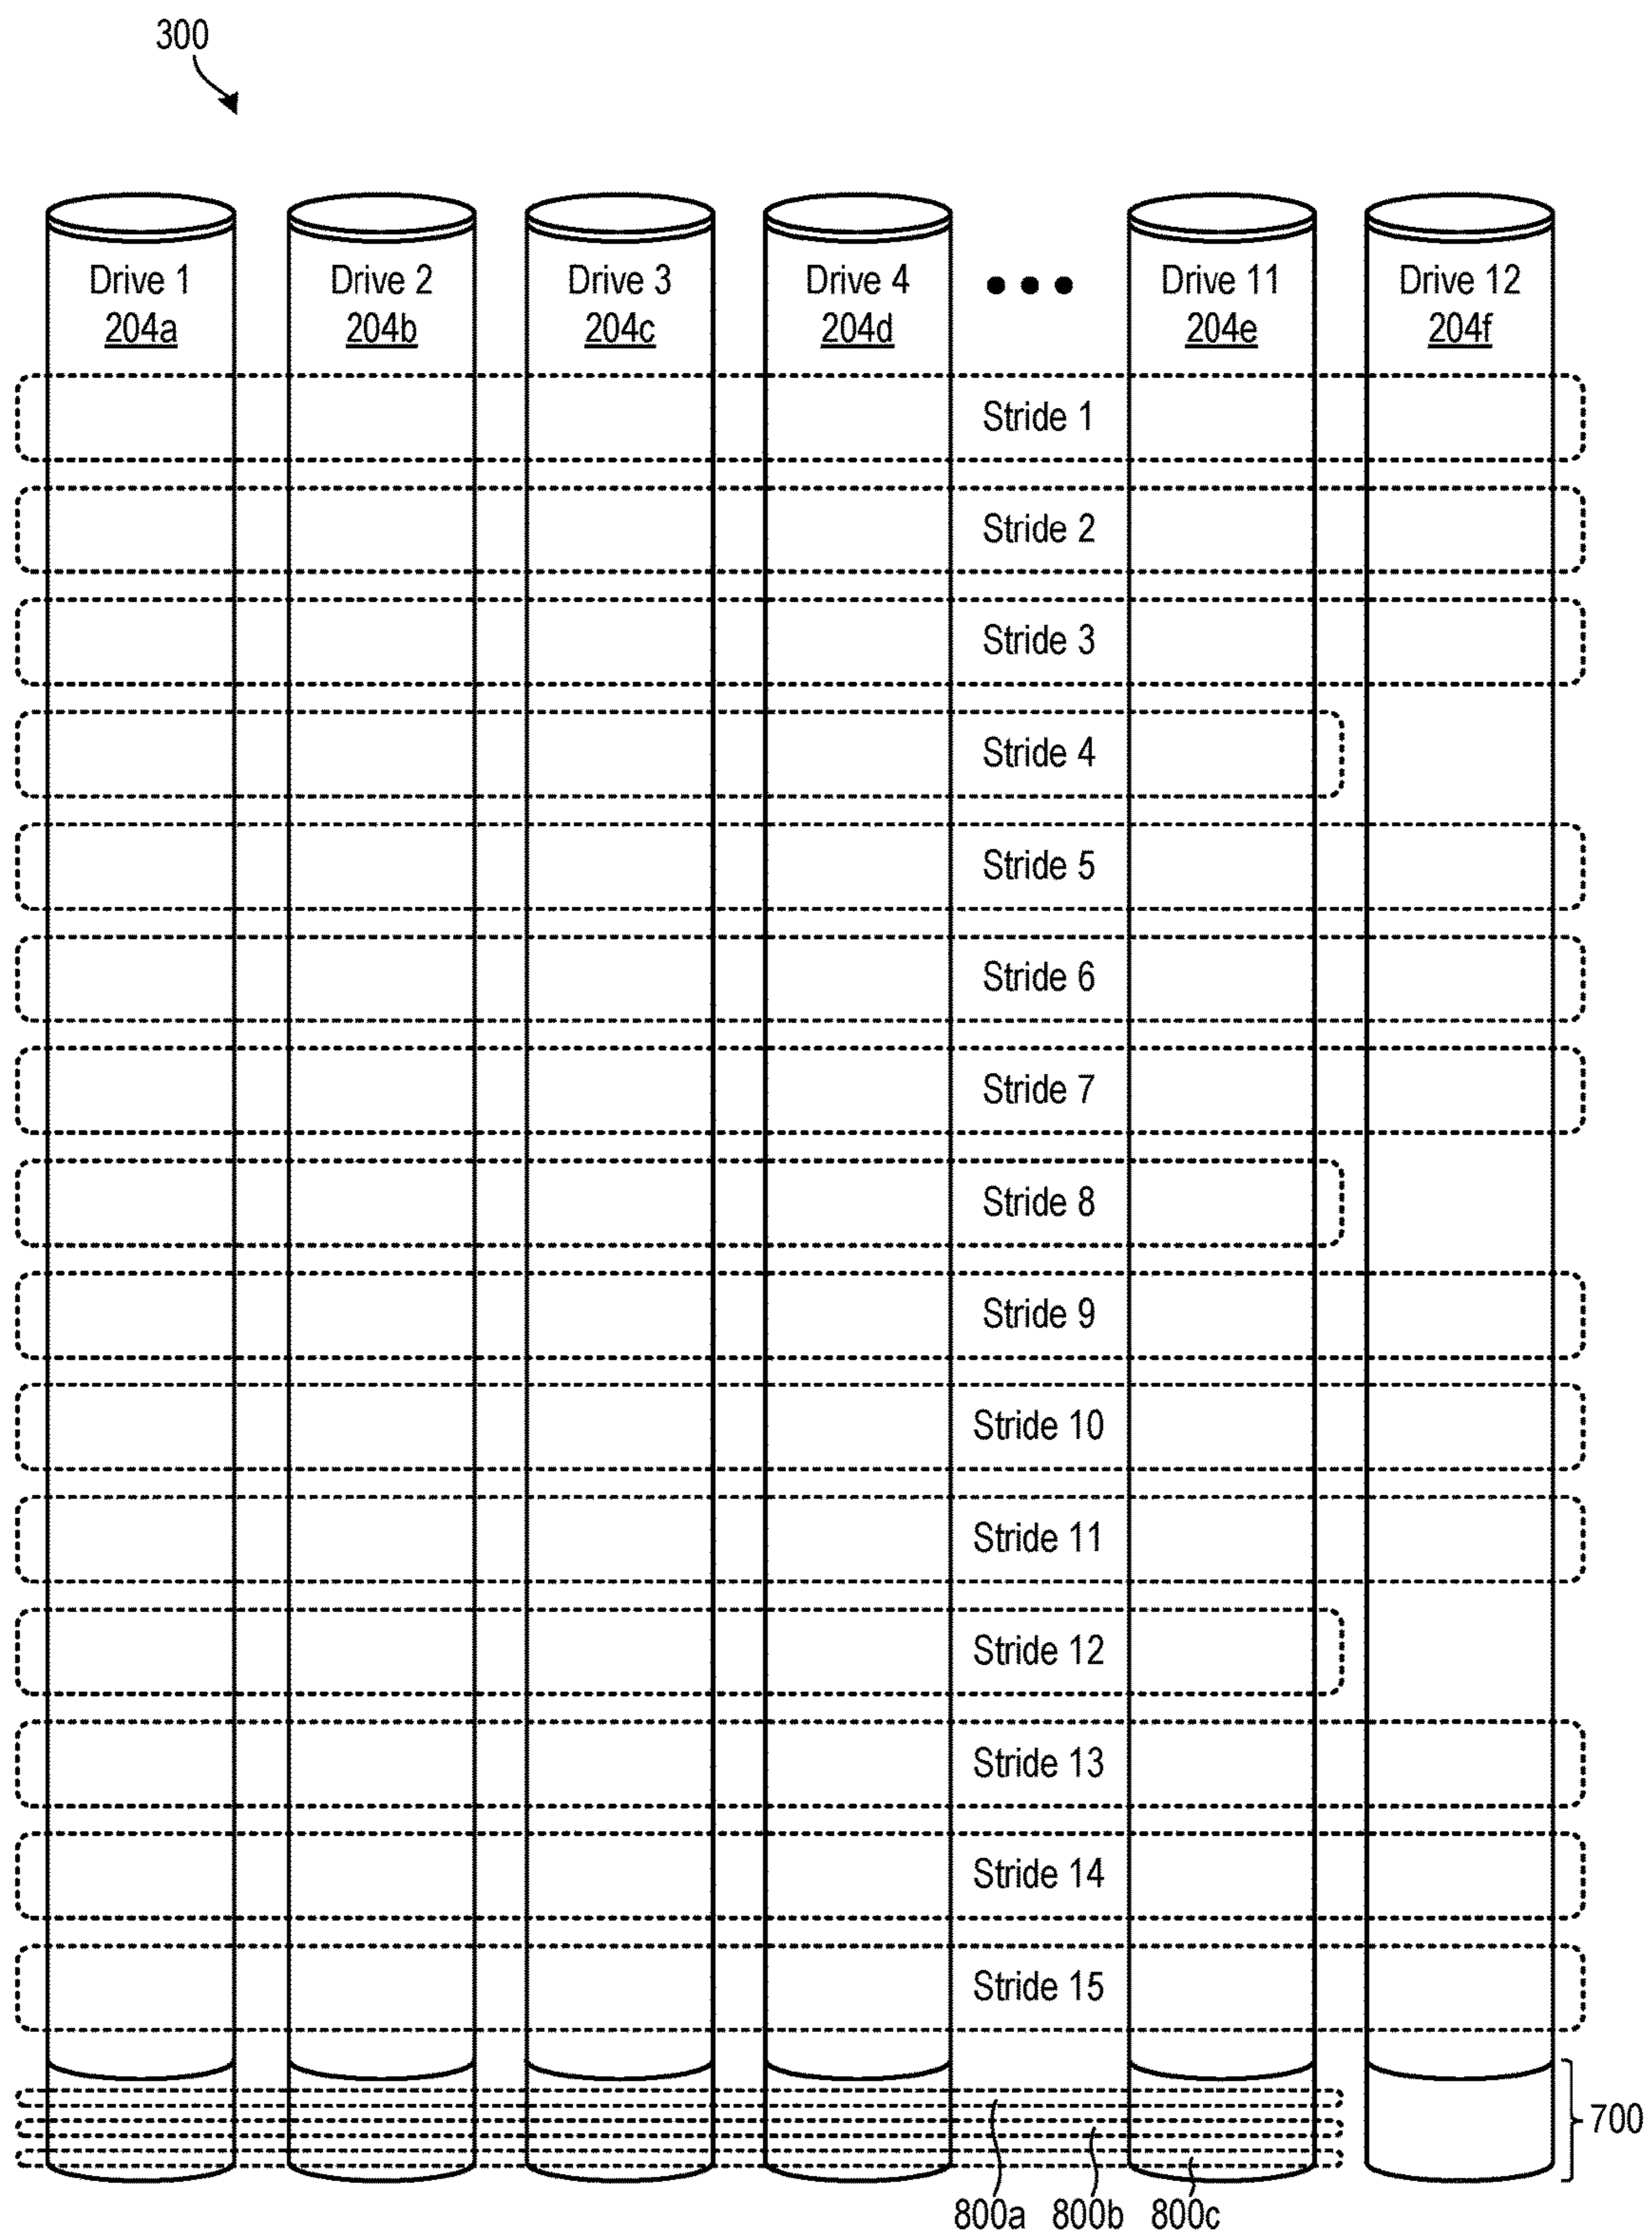 300
Drive 1 Drive 2 Drive 3 Drive 4 ••• Drive 11 Drive 12
204a 204b 204c 204d 204e 204f
Stride 1
Stride 2
Stride 3
Stride 4
Stride 5
Stride 6
Stride 7
Stride 8
Stride 9
Stride 10
Stride 11
Stride 12
Stride 13
Stride 14
Stride 15
700
800a 800b 800c